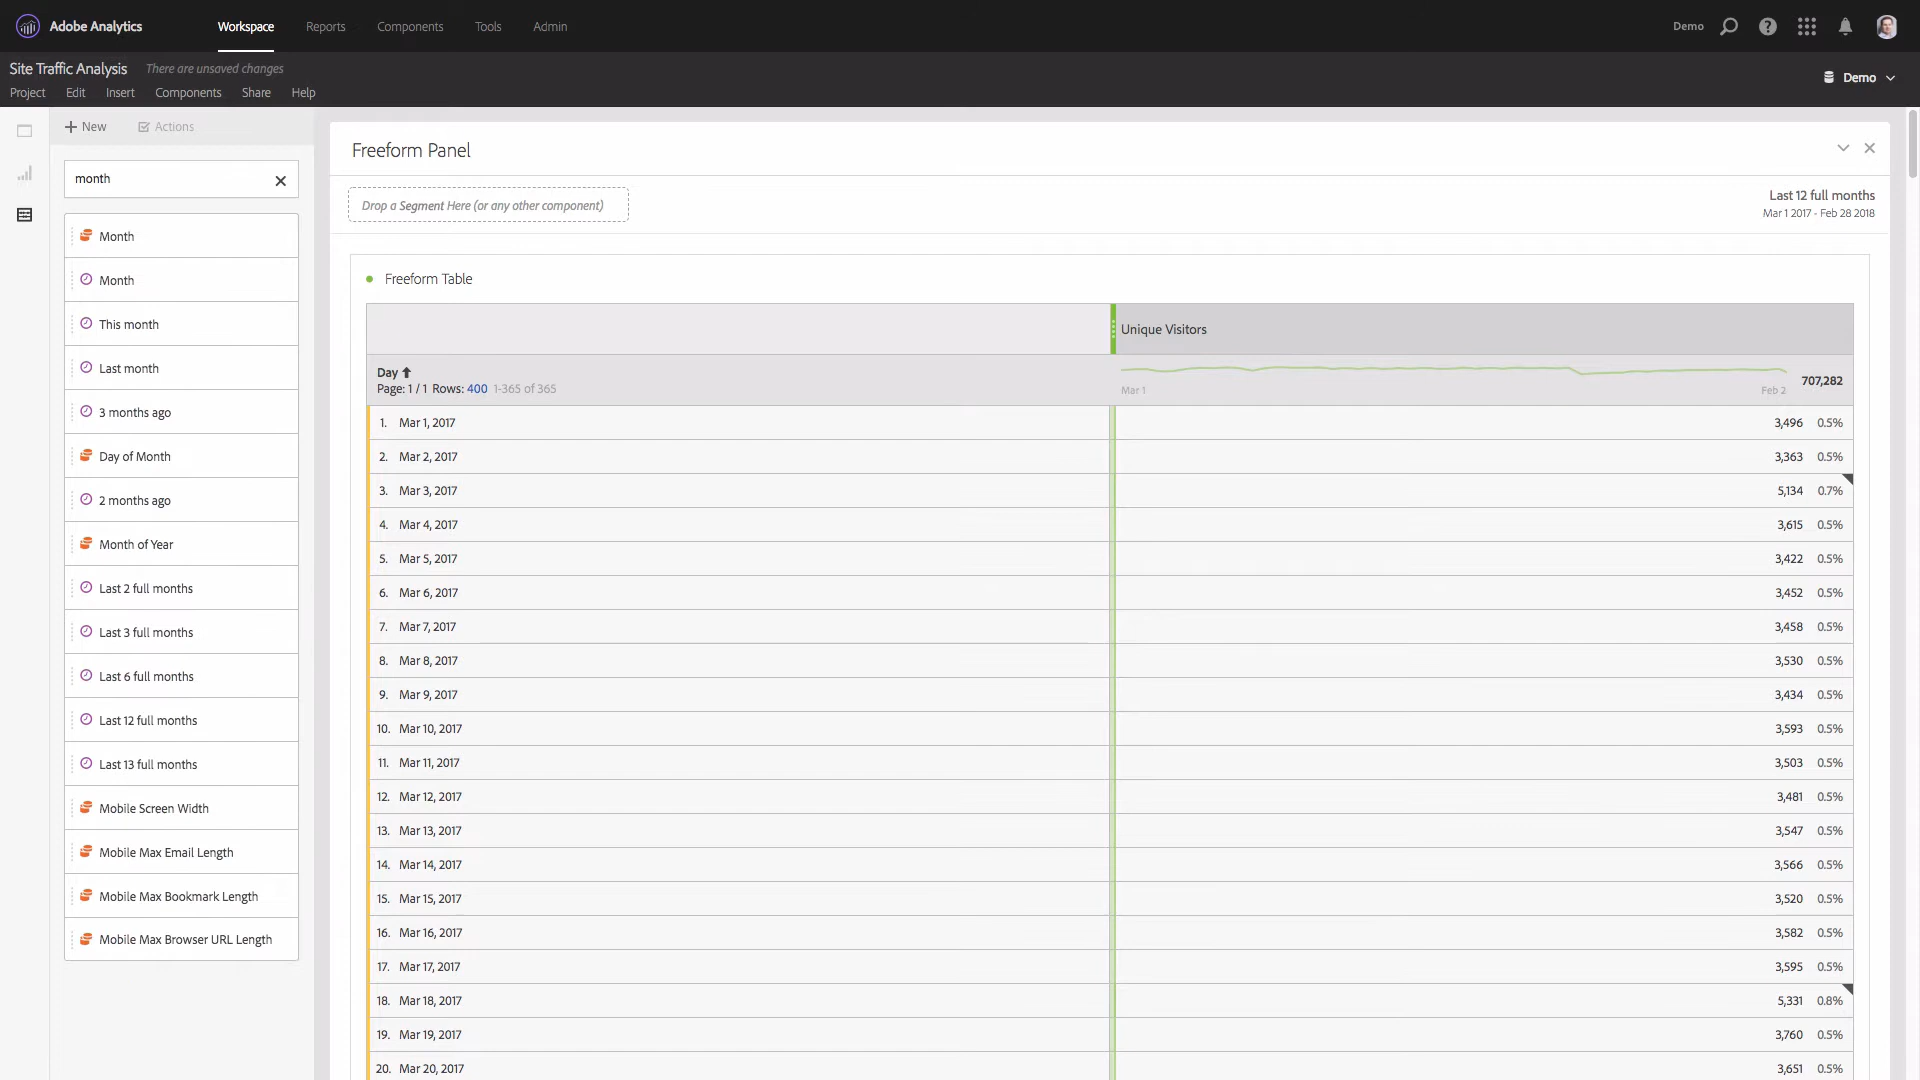 Adobe Analytics
Workspace
Reports
Components
Tools
Admin
Demo
Site Traffic Analysis
There are unsaved changes
Project
Edit
Insert
Components
Share
Help
Demo
New
Actions
month
Month
Month
This month
Last month
3 months ago
Day of Month
2 months ago
Month of Year
Last 2 full months
Last 3 full months
Last 6 full months
Last 12 full months
Last 13 full months
Mobile Screen Width
Mobile Max Email Length
Mobile Max Bookmark Length
Mobile Max Browser URL Length
Freeform Panel
Drop a Segment Here (or any other component)
Last 12 full months
Mar 1 2017 - Feb 28 2018
Freeform Table
Unique Visitors
Day
Page: 1 / 1 Rows: 400 1-365 of 365
Mar 1
Feb 2
707,282
1. Mar 1, 2017 3,496 0.5%
2. Mar 2, 2017 3,363 0.5%
3. Mar 3, 2017 5,134 0.7%
4. Mar 4, 2017 3,615 0.5%
5. Mar 5, 2017 3,422 0.5%
6. Mar 6, 2017 3,452 0.5%
7. Mar 7, 2017 3,458 0.5%
8. Mar 8, 2017 3,530 0.5%
9. Mar 9, 2017 3,434 0.5%
10. Mar 10, 2017 3,593 0.5%
11. Mar 11, 2017 3,503 0.5%
12. Mar 12, 2017 3,481 0.5%
13. Mar 13, 2017 3,547 0.5%
14. Mar 14, 2017 3,566 0.5%
15. Mar 15, 2017 3,520 0.5%
16. Mar 16, 2017 3,582 0.5%
17. Mar 17, 2017 3,595 0.5%
18. Mar 18, 2017 5,331 0.8%
19. Mar 19, 2017 3,760 0.5%
20. Mar 20, 2017 3,651 0.5%